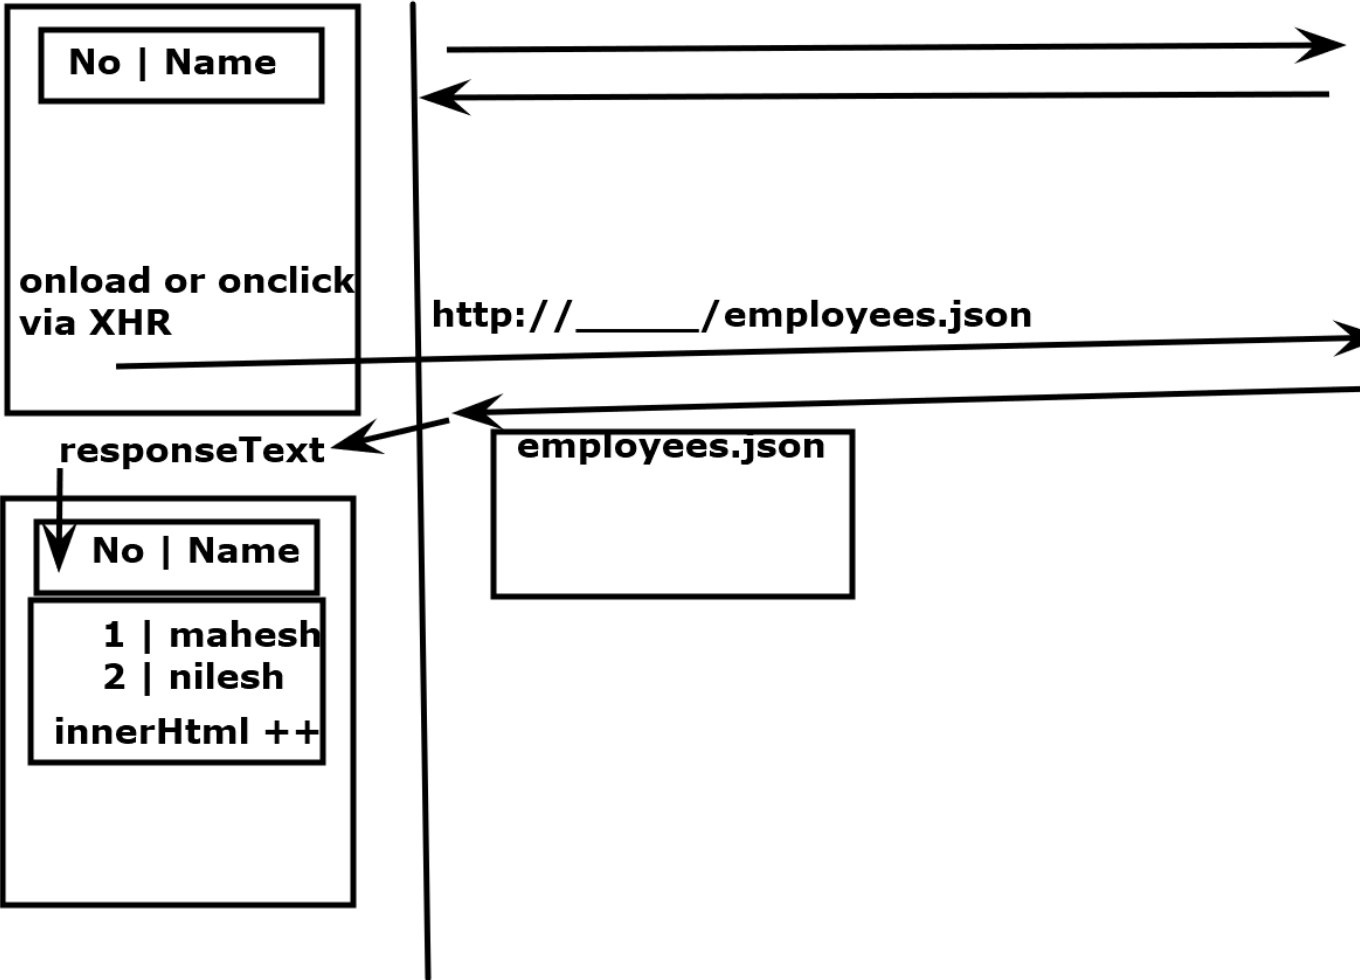 No | Name
onload or onclick
via XHR
http://______/employees.json
responseText
employees.json
No | Name
1 | mahesh
2 | nilesh
innerHtml ++